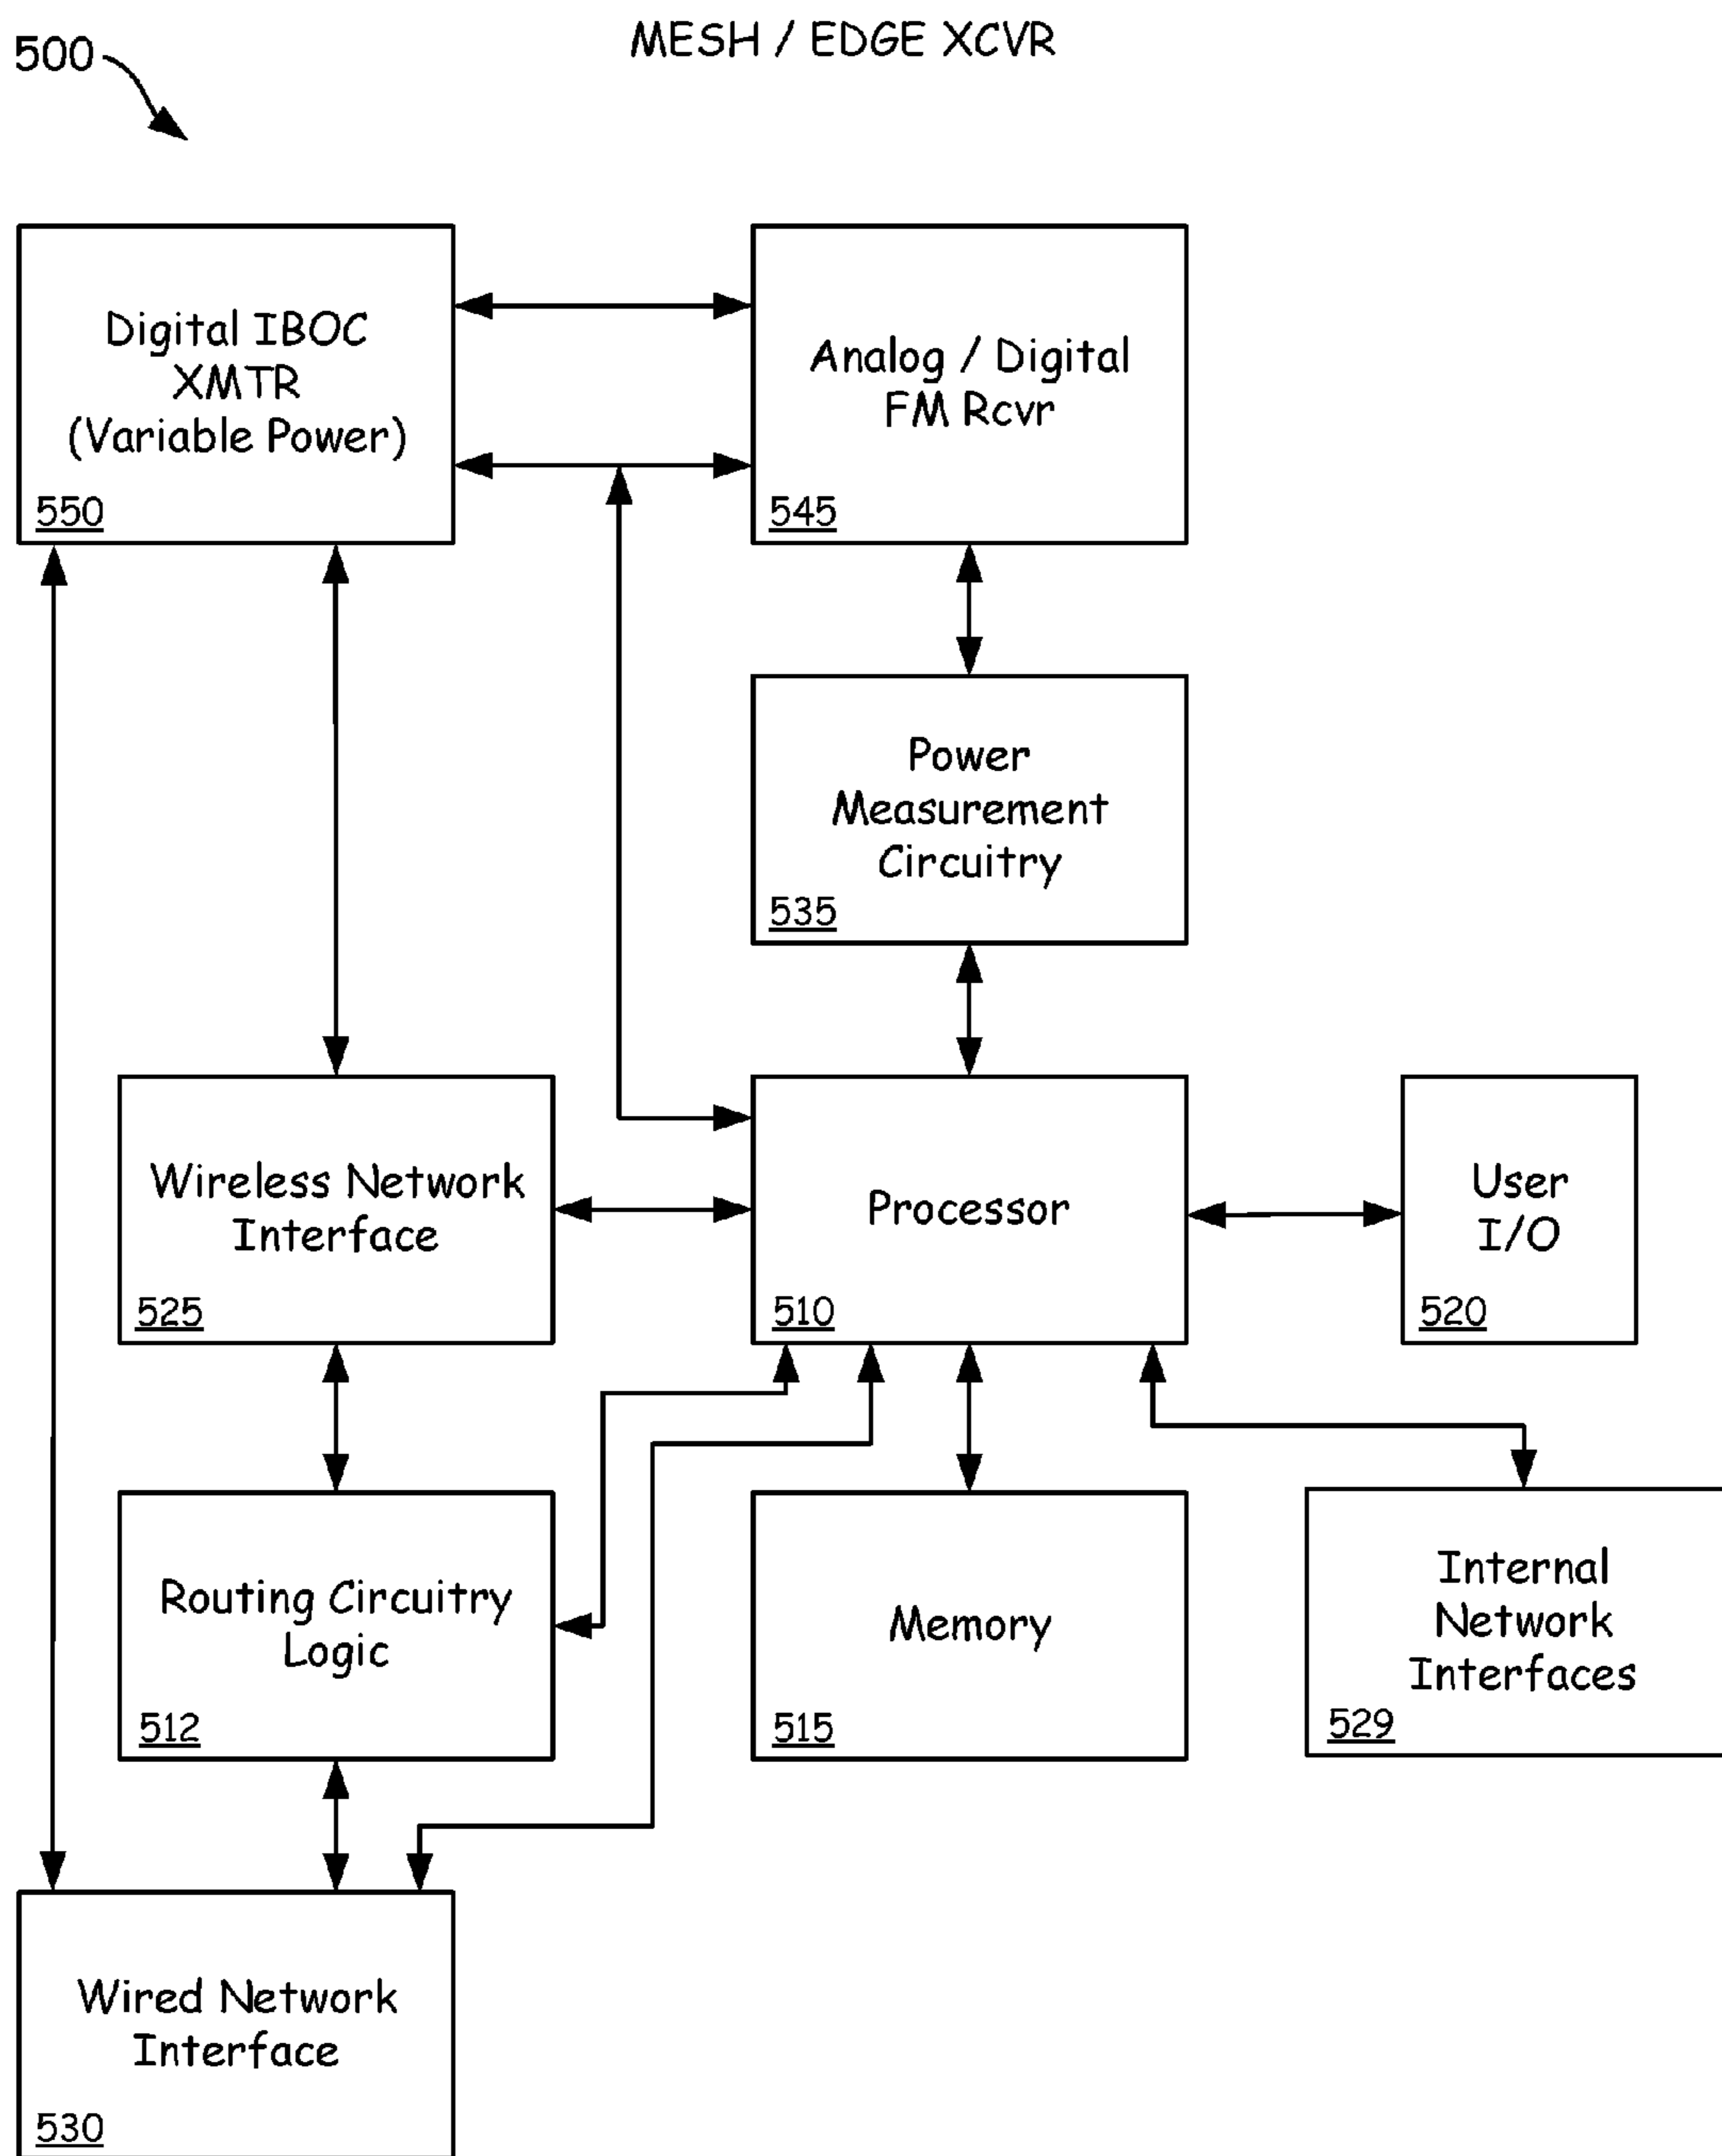 MESH / EDGE XCVR
500
Digital IBOC
XMTR
(Variable Power)
550
Analog / Digital
FM Rcvr
545
Power
Measurement
Circuitry
535
Wireless Network
Interface
525
Processor
510
User
I/O
520
Routing Circuitry
Logic
512
Memory
515
Internal
Network
Interfaces
529
Wired Network
Interface
530